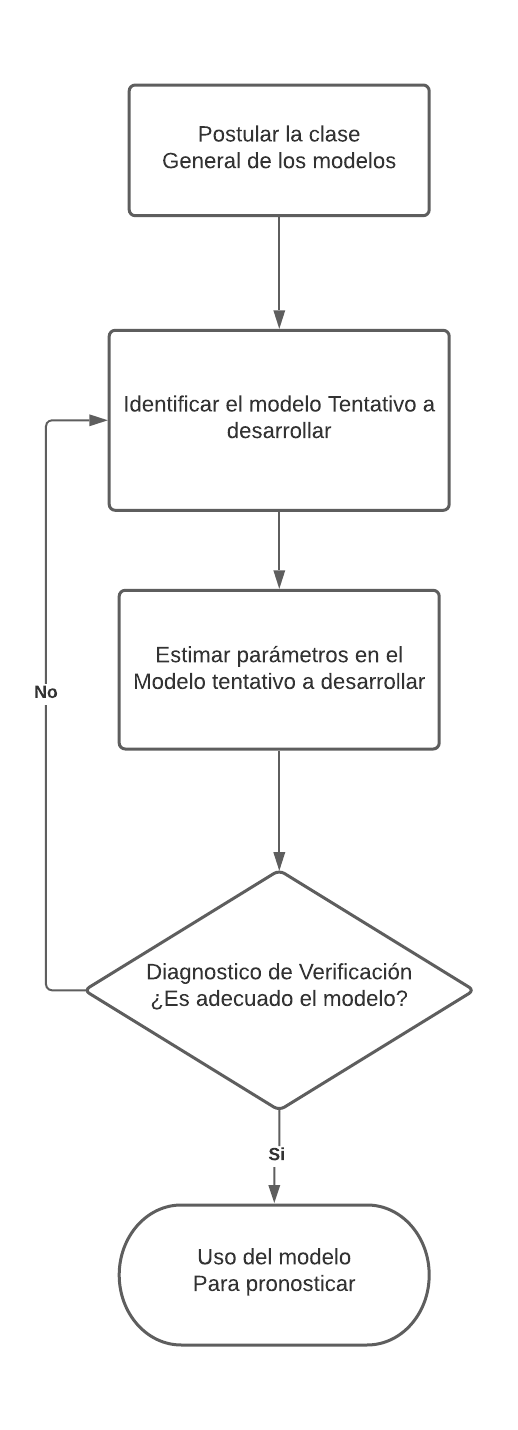 Postular la clase
General de los modelos
Identificar el modelo Tentativo a
desarrollar
Estimar parámetros en el
Modelo tentativo a desarrollar
No
Diagnostico de Verificación
¿Es adecuado el modelo?
Si
Uso del modelo
Para pronosticar